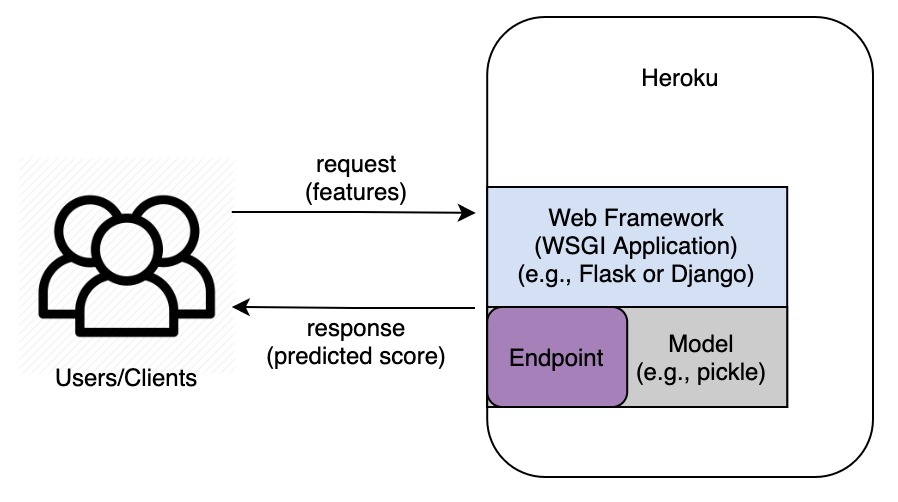 Heroku
request
(features)
Web Framework
(WSGI Application)
(e.g., Flask or Django)
response
(predicted score)
Endpoint
Model
(e.g., pickle)
Users/Clients